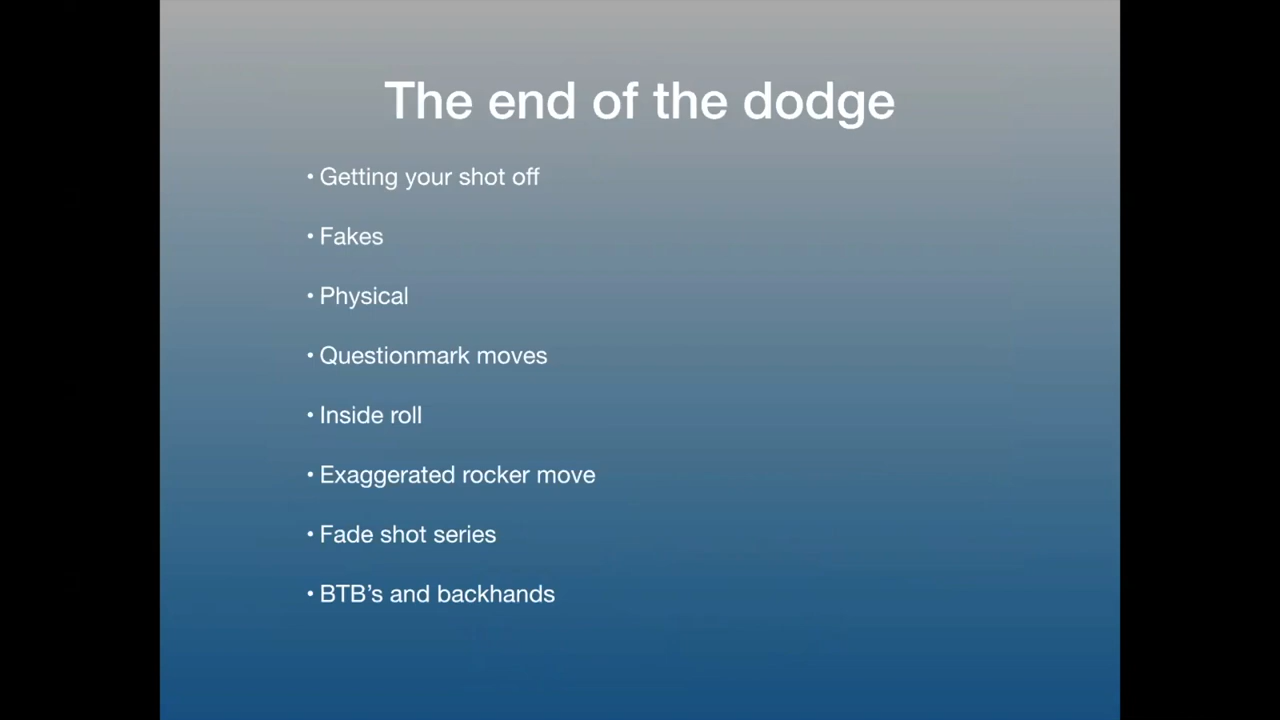 The end of the dodge
• Getting your shot off
• Fakes
• Physical
• Questionmark moves
• Inside roll
• Exaggerated rocker move
• Fade shot series
• BTB’s and backhands